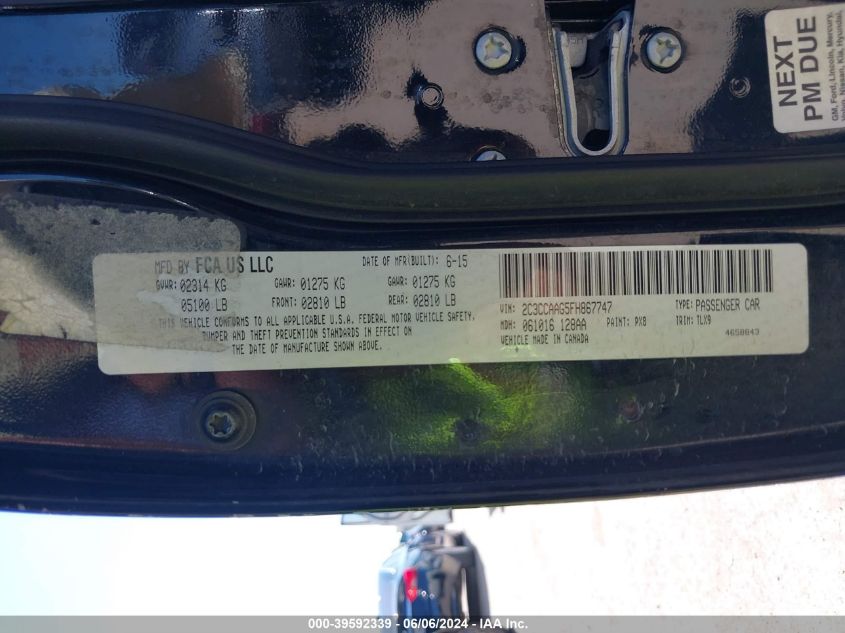 NEXT
PM DUE
GM, Ford, Lincoln, Mercury,
Volvo, Nissan, Kia, Hyundai,
MFD BY FCA US LLC DATE OF MFR(BUILT): 6-15
GVWR: 02314 KG GAWR: 01275 KG GAWR: 01275 KG
05100 LB FRONT: 02810 LB REAR: 02810 LB
THIS VEHICLE CONFORMS TO ALL APPLICABLE U.S.A. FEDERAL MOTOR VEHICLE SAFETY,
BUMPER AND THEFT PREVENTION STANDARDS IN EFFECT ON
THE DATE OF MANUFACTURE SHOWN ABOVE.
VIN: 2C3CCAAG5FH867747 TYPE: PASSENGER CAR
MDH: 061016 128AA PAINT: PX8 TRIM: TLX9
VEHICLE MADE IN CANADA 4658643
000-39592339 - 06/06/2024 - IAA Inc.